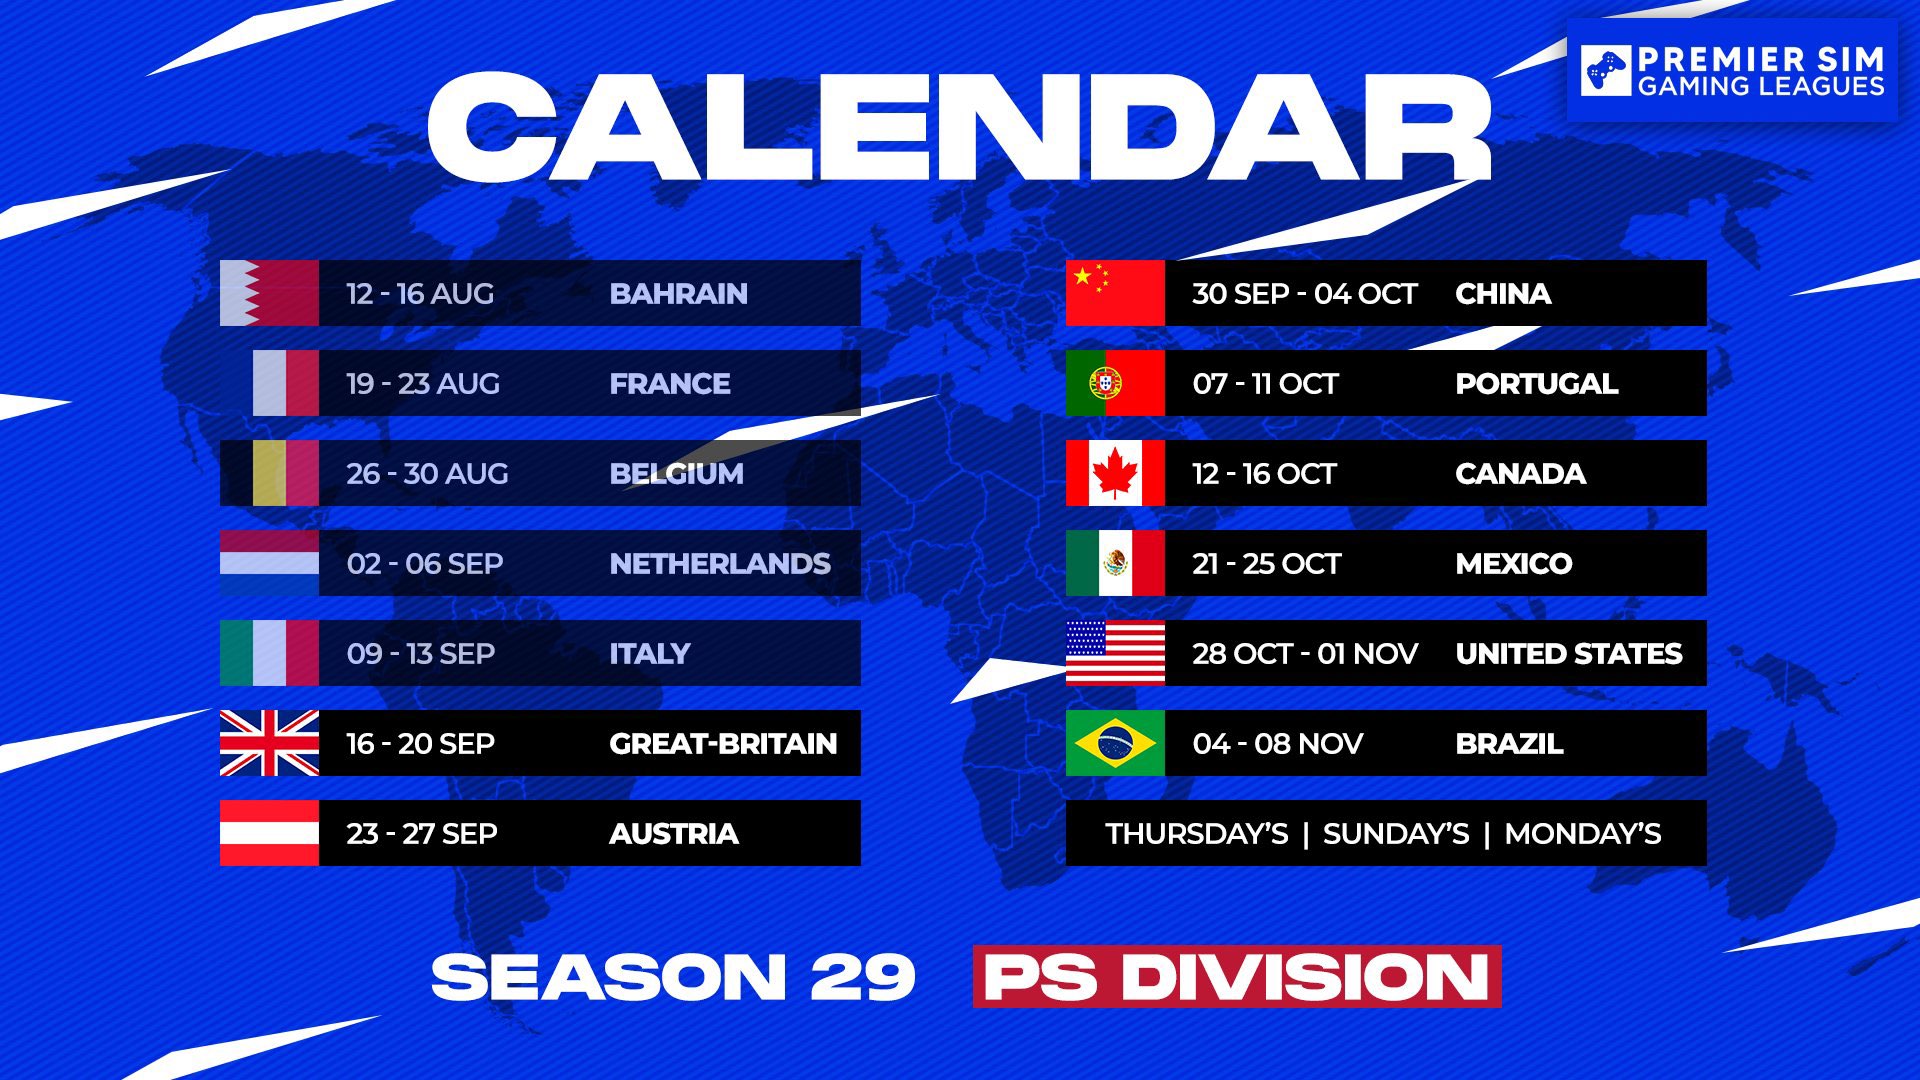 PREMIER SIM
GAMING LEAGUES
CALENDAR
12 - 16 AUG BAHRAIN
19 - 23 AUG FRANCE
26 - 30 AUG BELGIUM
02 - 06 SEP NETHERLANDS
09 - 13 SEP ITALY
16 - 20 SEP GREAT-BRITAIN
23 - 27 SEP AUSTRIA
30 SEP - 04 OCT CHINA
07 - 11 OCT PORTUGAL
12 - 16 OCT CANADA
21 - 25 OCT MEXICO
28 OCT - 01 NOV UNITED STATES
04 - 08 NOV BRAZIL
THURSDAY’S | SUNDAY’S | MONDAY’S
SEASON 29 PS DIVISION